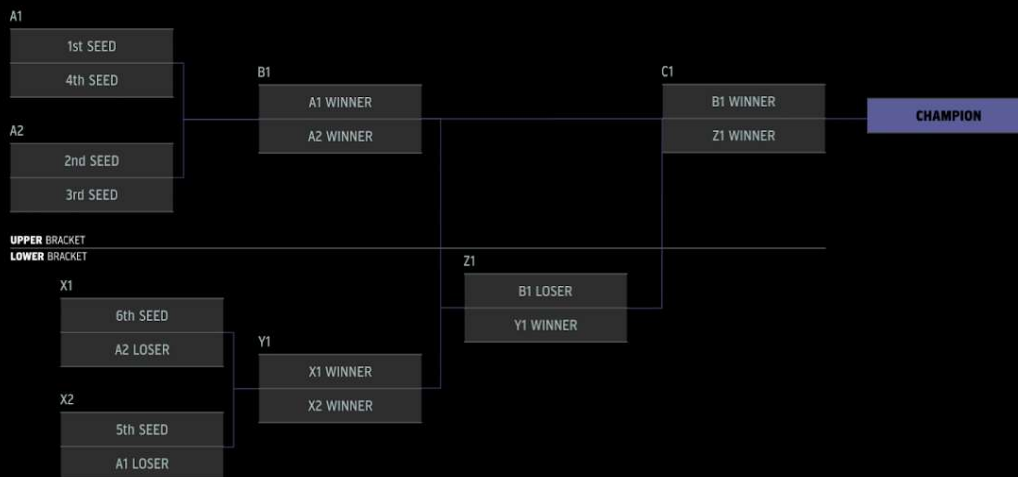 A1
1st SEED
4th SEED
A2
2nd SEED
3rd SEED
B1
A1 WINNER
A2 WINNER
C1
B1 WINNER
Z1 WINNER
CHAMPION
UPPER BRACKET
LOWER BRACKET
X1
6th SEED
A2 LOSER
X2
5th SEED
A1 LOSER
Y1
X1 WINNER
X2 WINNER
Z1
B1 LOSER
Y1 WINNER